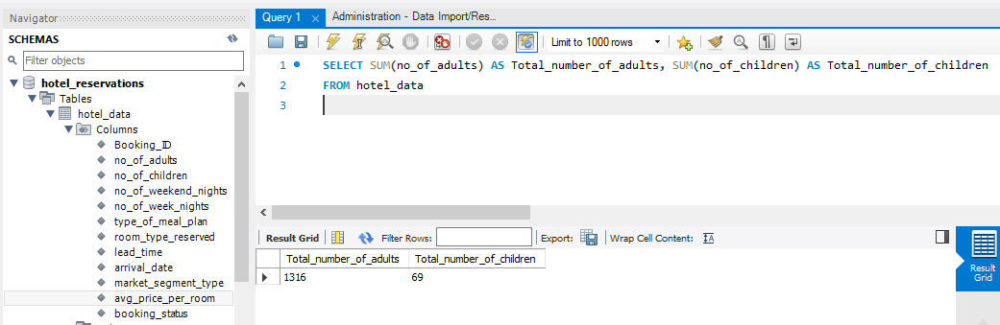 Navigator
SCHEMAS
Filter objects
hotel_reservations
Tables
hotel_data
Columns
Booking_ID
no_of_adults
no_of_children
no_of_weekend_nights
no_of_week_nights
type_of_meal_plan
room_type_reserved
lead_time
arrival_date
market_segment_type
avg_price_per_room
booking_status
Query 1
Administration - Data Import/Res...
Limit to 1000 rows
1 SELECT SUM(no_of_adults) AS Total_number_of_adults, SUM(no_of_children) AS Total_number_of_children
2 FROM hotel_data
3
Result Grid Filter Rows: Export: Wrap Cell Content:
Total_number_of_adults Total_number_of_children
1316 69
Result
Grid